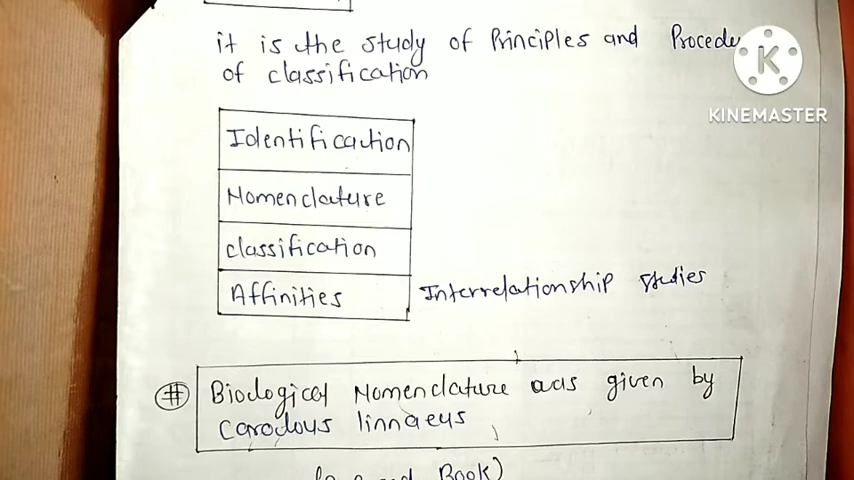 it is the study of Principles and Procedu
of classification
K
KINEMASTER
Identification
Nomenclature
classification
Affinities Interrelationship studies
# Biological Nomenclature was given by
Carolous linnaeus
and Book)